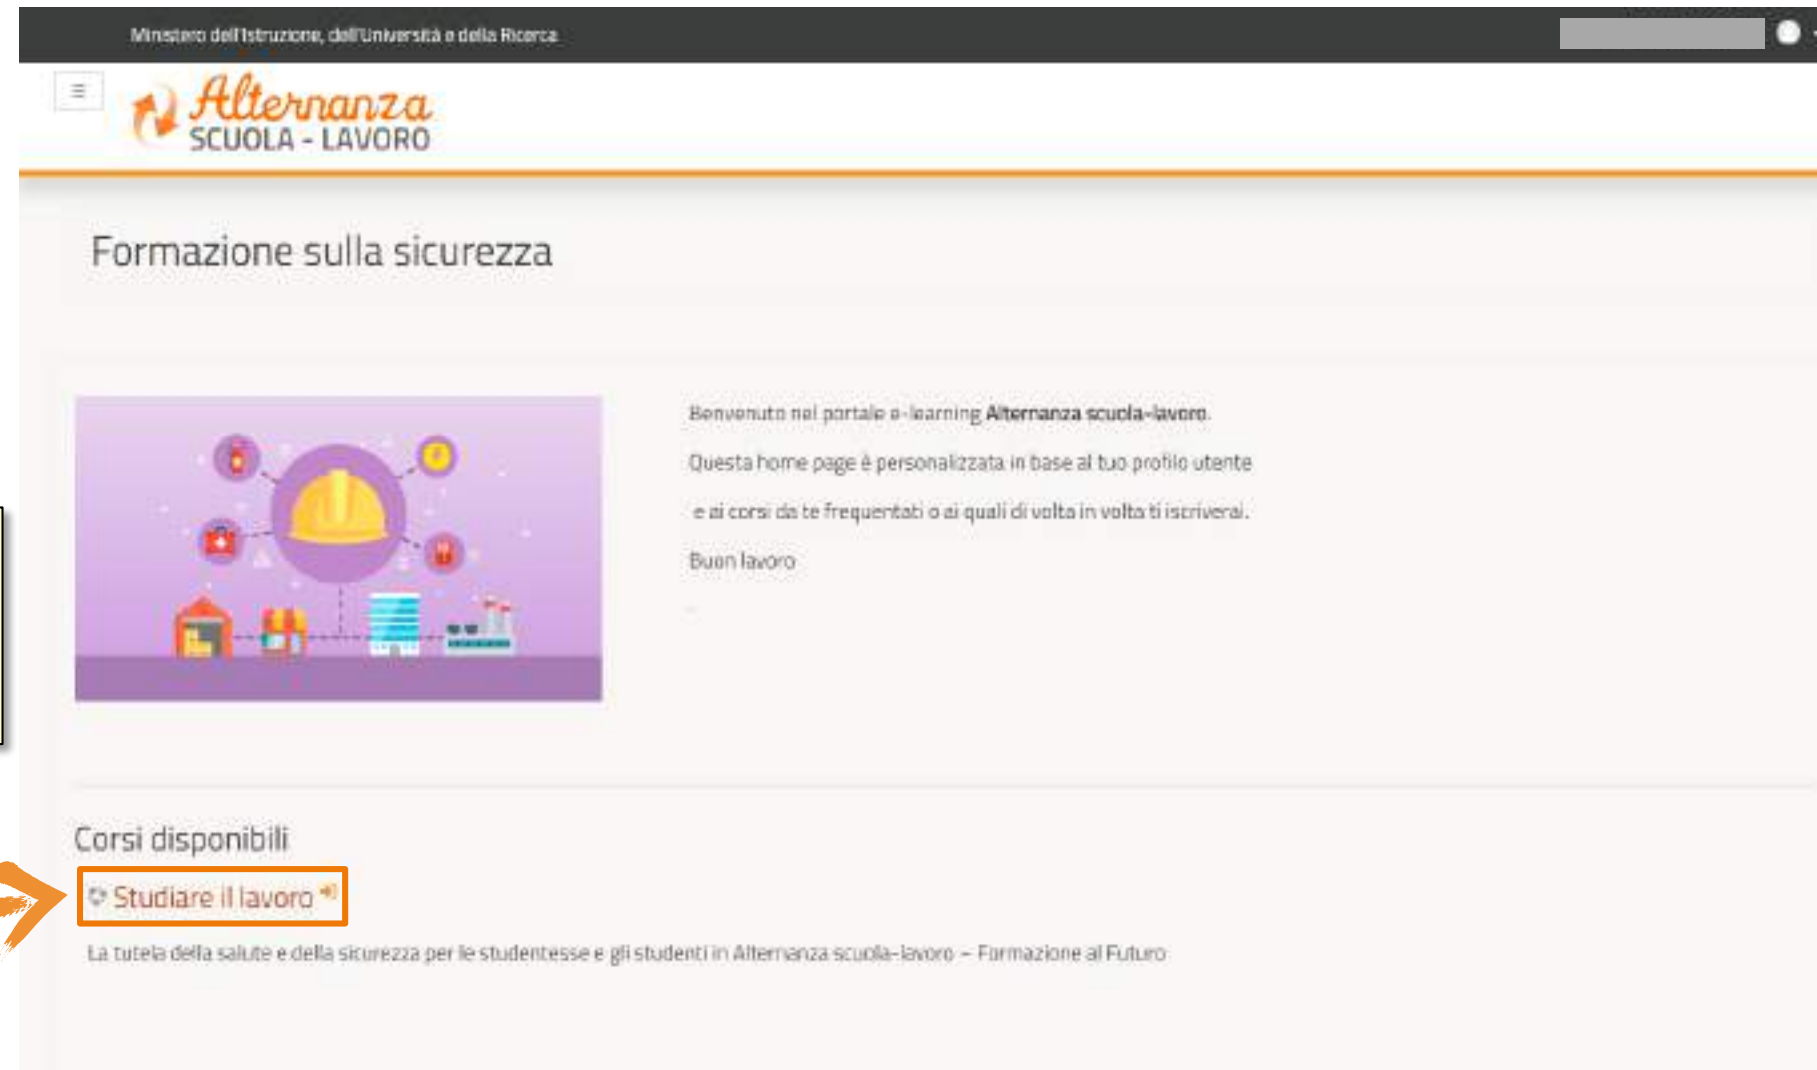 Ministero dell'Istruzione, dell'Università e della Ricerca
Alternanza
SCUOLA - LAVORO
Formazione sulla sicurezza
Benvenuto nel portale e-learning Alternanza scuola-lavoro.
Questa home page è personalizzata in base al tuo profilo utente
e ai corsi da te frequentati o ai quali di volta in volta ti iscriverai.
Buon lavoro
Corsi disponibili
Studiare il lavoro
La tutela della salute e della sicurezza per le studentesse e gli studenti in Alternanza scuola-lavoro – Formazione al Futuro